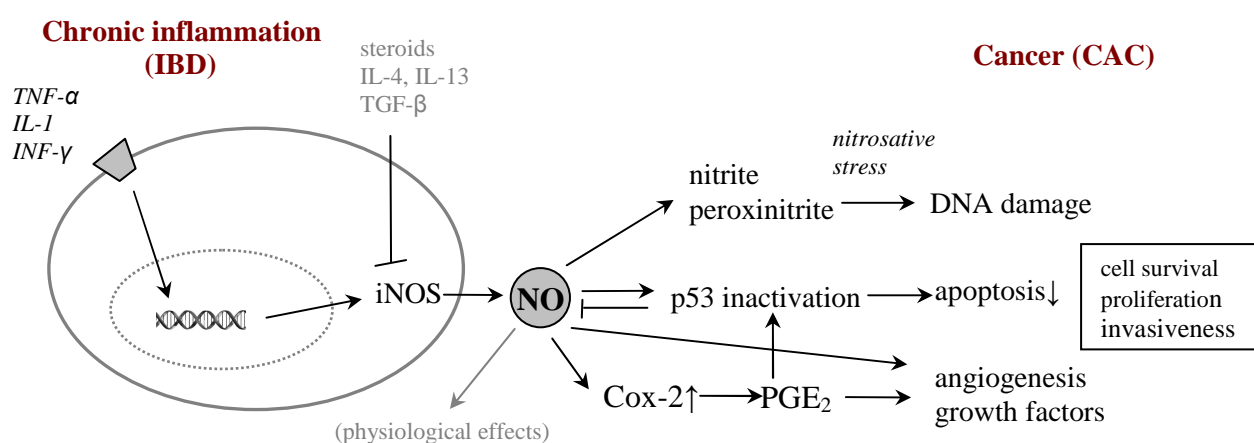 Chronic inflammation
(IBD)
steroids
IL-4, IL-13
TGF-β
Cancer (CAC)
TNF-α
IL-1
INF-γ
nitrosative
stress
nitrite
peroxinitrite
DNA damage
iNOS
NO
p53 inactivation
apoptosis↓
cell survival
proliferation
invasiveness
Cox-2↑
PGE₂
angiogenesis
growth factors
(physiological effects)